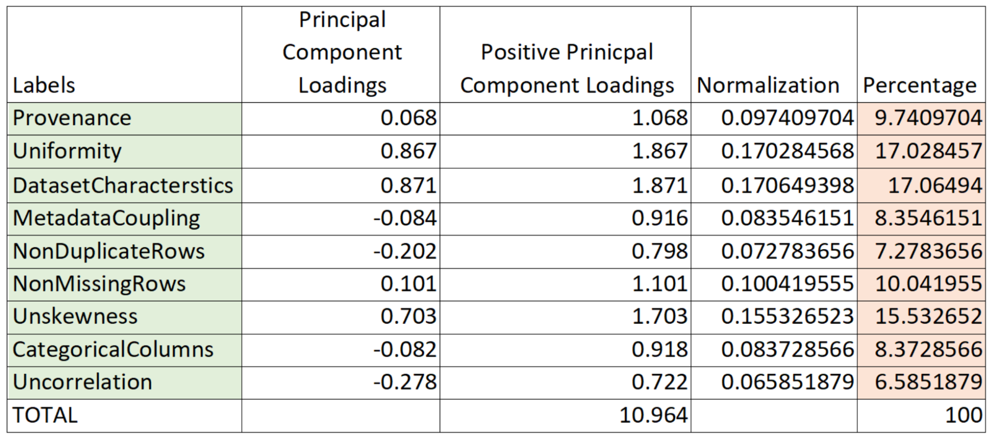 Labels Principal Component Loadings Positive Prinicpal Component Loadings Normalization Percentage
Provenance 0.068 1.068 0.097409704 9.7409704
Uniformity 0.867 1.867 0.170284568 17.028457
DatasetCharacterstics 0.871 1.871 0.170649398 17.06494
MetadataCoupling -0.084 0.916 0.083546151 8.3546151
NonDuplicateRows -0.202 0.798 0.072783656 7.2783656
NonMissingRows 0.101 1.101 0.100419555 10.041955
Unskewness 0.703 1.703 0.155326523 15.532652
CategoricalColumns -0.082 0.918 0.083728566 8.3728566
Uncorrelation -0.278 0.722 0.065851879 6.5851879
TOTAL 10.964 100